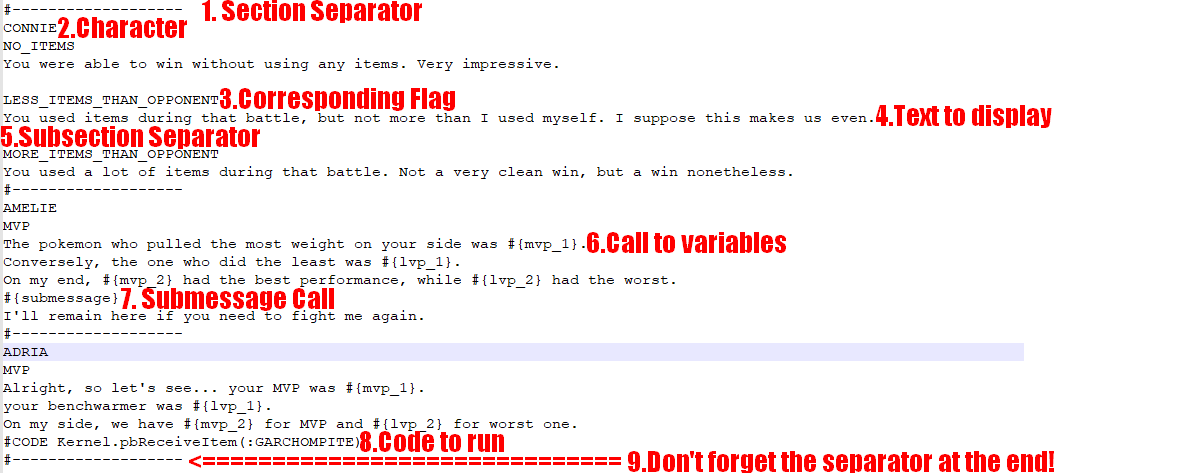 #------------------- 1. Section Separator
CONNIE 2.Character
NO_ITEMS
You were able to win without using any items. Very impressive.
LESS_ITEMS_THAN_OPPONENT 3.Corresponding Flag
You used items during that battle, but not more than I used myself. I suppose this makes us even. 4.Text to display
5.Subsection Separator
MORE_ITEMS_THAN_OPPONENT
You used a lot of items during that battle. Not a very clean win, but a win nonetheless.
#-------------------
AMELIE
MVP
The pokemon who pulled the most weight on your side was #{mvp_1}. 6.Call to variables
Conversely, the one who did the least was #{lvp_1}.
On my end, #{mvp_2} had the best performance, while #{lvp_2} had the worst.
#{submessage} 7. Submessage Call
I'll remain here if you need to fight me again.
#-------------------
ADRIA
MVP
Alright, so let's see... your MVP was #{mvp_1}.
your benchwarmer was #{lvp_1}.
On my side, we have #{mvp_2} for MVP and #{lvp_2} for worst one.
#CODE Kernel.pbReceiveItem(:GARCHOMPITE) 8.Code to run
#------------------- <============================== 9.Don't forget the separator at the end!